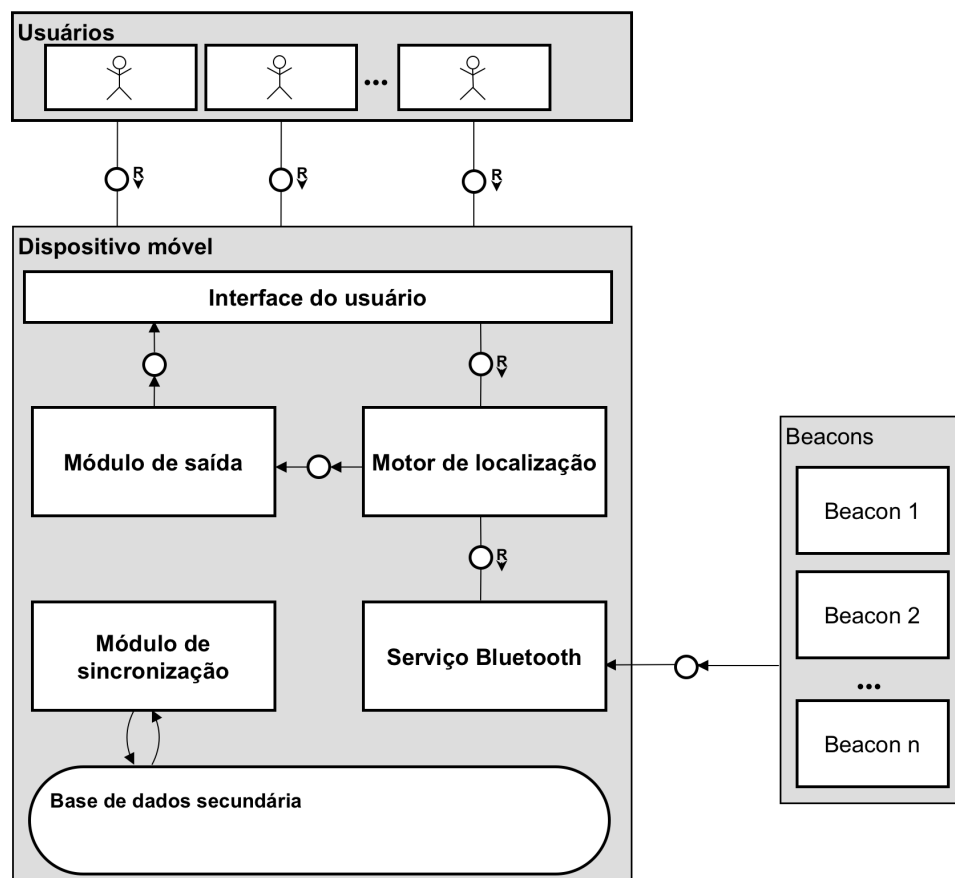 Usuários
...
R
R
R
Dispositivo móvel
Interface do usuário
R
Módulo de saída
Motor de localização
R
Módulo de
sincronização
Serviço Bluetooth
Base de dados secundária
Beacons
Beacon 1
Beacon 2
...
Beacon n